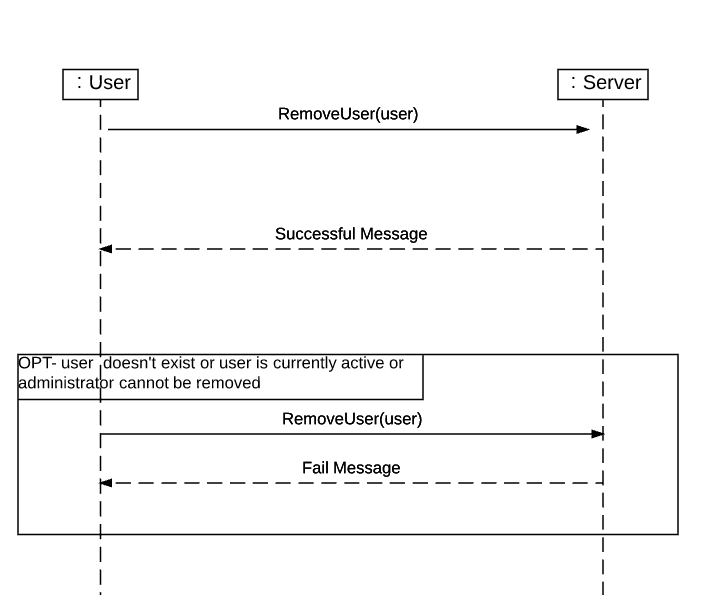 : User
: Server
RemoveUser(user)
Successful Message
OPT- user doesn't exist or user is currently active or
administrator cannot be removed
RemoveUser(user)
Fail Message